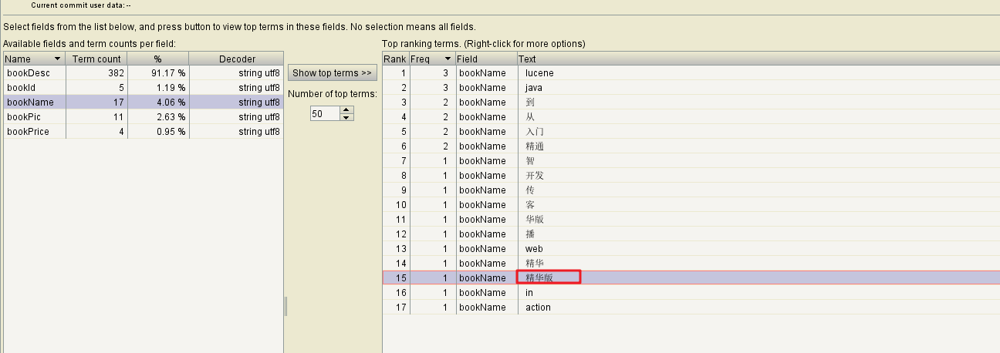 Current commit user data: --
Select fields from the list below, and press button to view top terms in these fields. No selection means all fields.
Available fields and term counts per field:
Name Term count % Decoder
bookDesc 382 91.17 % string utf8
bookId 5 1.19 % string utf8
bookName 17 4.06 % string utf8
bookPic 11 2.63 % string utf8
bookPrice 4 0.95 % string utf8
Show top terms >>
Number of top terms:
50
Top ranking terms. (Right-click for more options)
Rank Freq Field Text
1 3 bookName lucene
2 3 bookName java
3 2 bookName 到
4 2 bookName 从
5 2 bookName 入门
6 2 bookName 精通
7 1 bookName 智
8 1 bookName 开发
9 1 bookName 传
10 1 bookName 客
11 1 bookName 华版
12 1 bookName 播
13 1 bookName web
14 1 bookName 精华
15 1 bookName 精华版
16 1 bookName in
17 1 bookName action